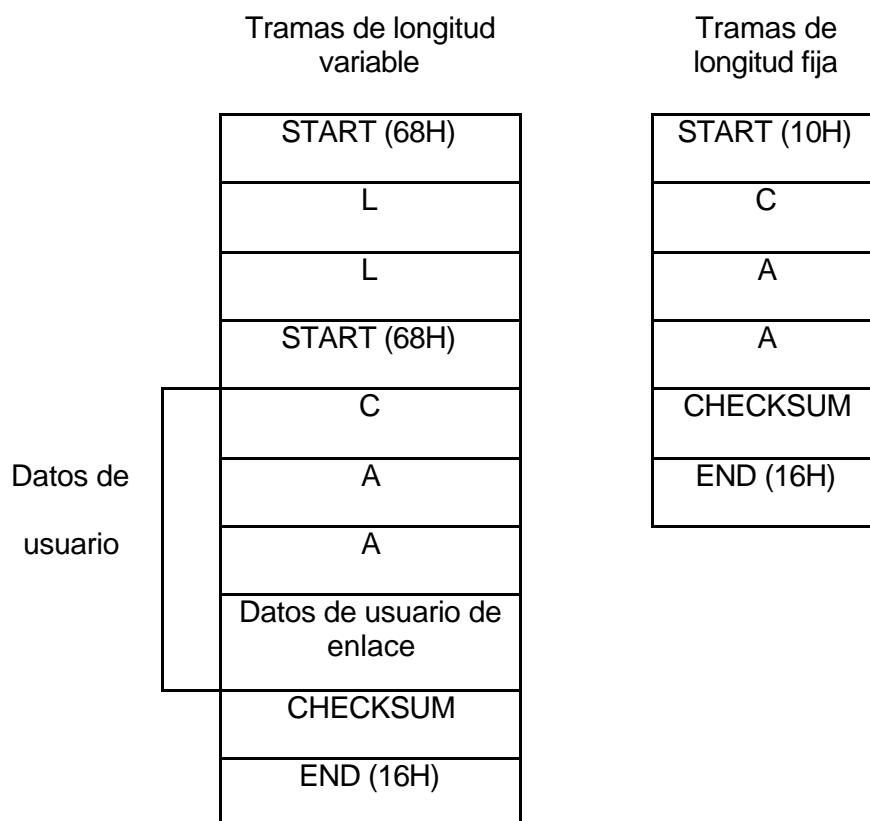 Tramas de longitud
variable
START (68H)
L
L
START (68H)
C
A
A
Datos de usuario de
enlace
CHECKSUM
END (16H)
Datos de
usuario
Tramas de
longitud fija
START (10H)
C
A
A
CHECKSUM
END (16H)